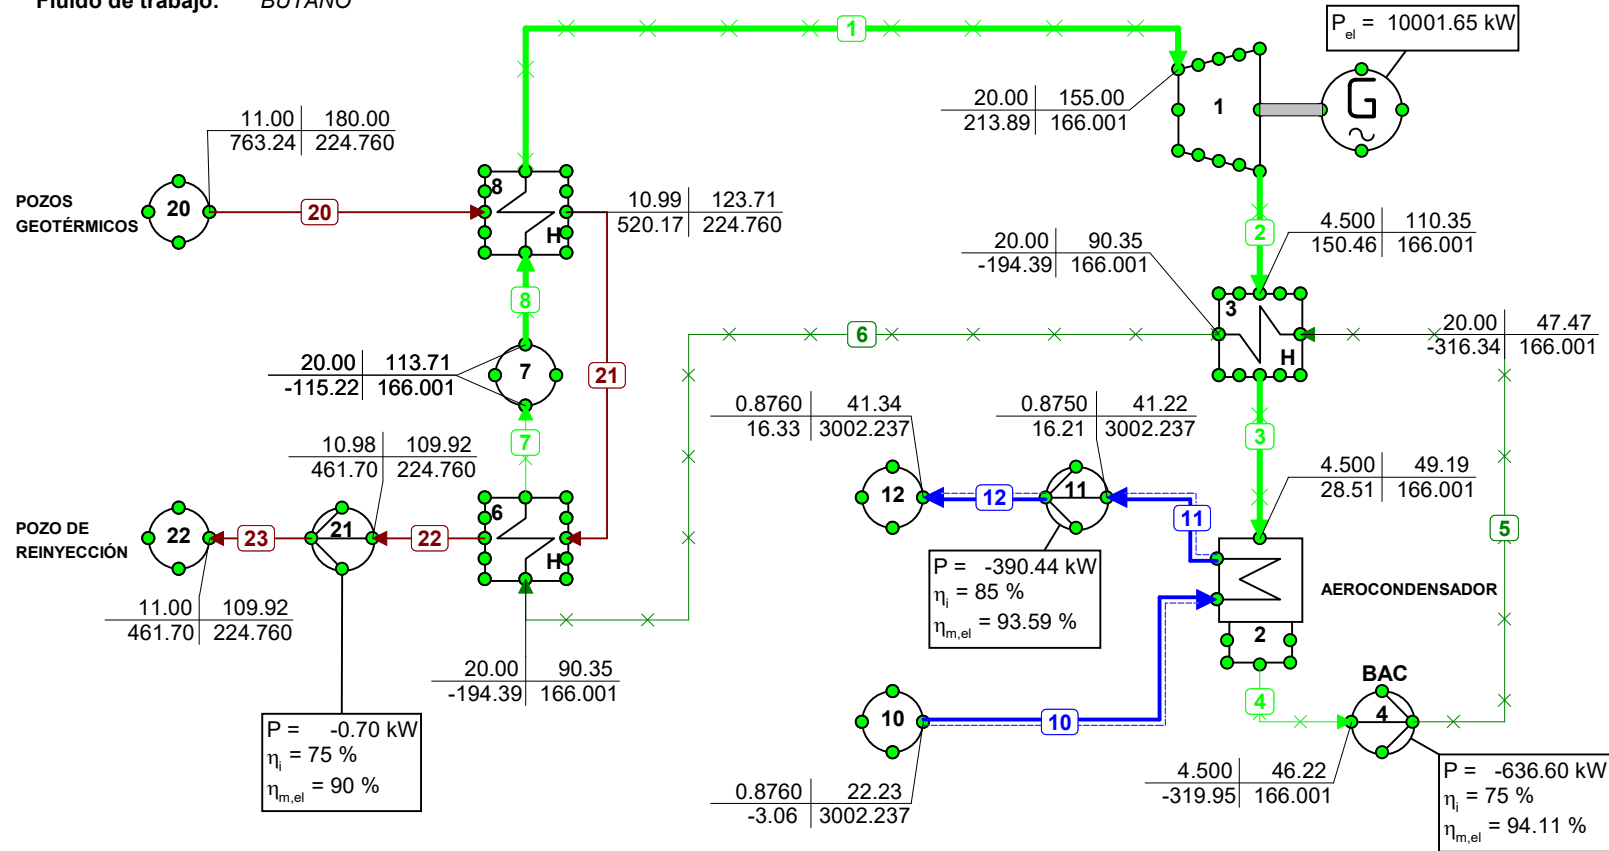 Fluido de trabajo: BUTANO
P_el = 10001.65 kW
1
20.00 155.00
213.89 166.001
1
G
11.00 180.00
763.24 224.760
POZOS
GEOTÉRMICOS
20
20
8
H
10.99 123.71
520.17 224.760
2
4.500 110.35
150.46 166.001
20.00 90.35
-194.39 166.001
8
3
H
6
20.00 47.47
-316.34 166.001
20.00 113.71
-115.22 166.001
7
21
0.8760 41.34
16.33 3002.237
0.8750 41.22
16.21 3002.237
7
3
10.98 109.92
461.70 224.760
4.500 49.19
28.51 166.001
POZO DE
REINYECCIÓN
22
23
21
22
6
H
12
12
11
11
5
P = -390.44 kW
η_i = 85 %
η_m,el = 93.59 %
AEROCONDENSADOR
2
11.00 109.92
461.70 224.760
20.00 90.35
-194.39 166.001
BAC
4
4
10
10
P = -0.70 kW
η_i = 75 %
η_m,el = 90 %
4.500 46.22
-319.95 166.001
P = -636.60 kW
η_i = 75 %
η_m,el = 94.11 %
0.8760 22.23
-3.06 3002.237